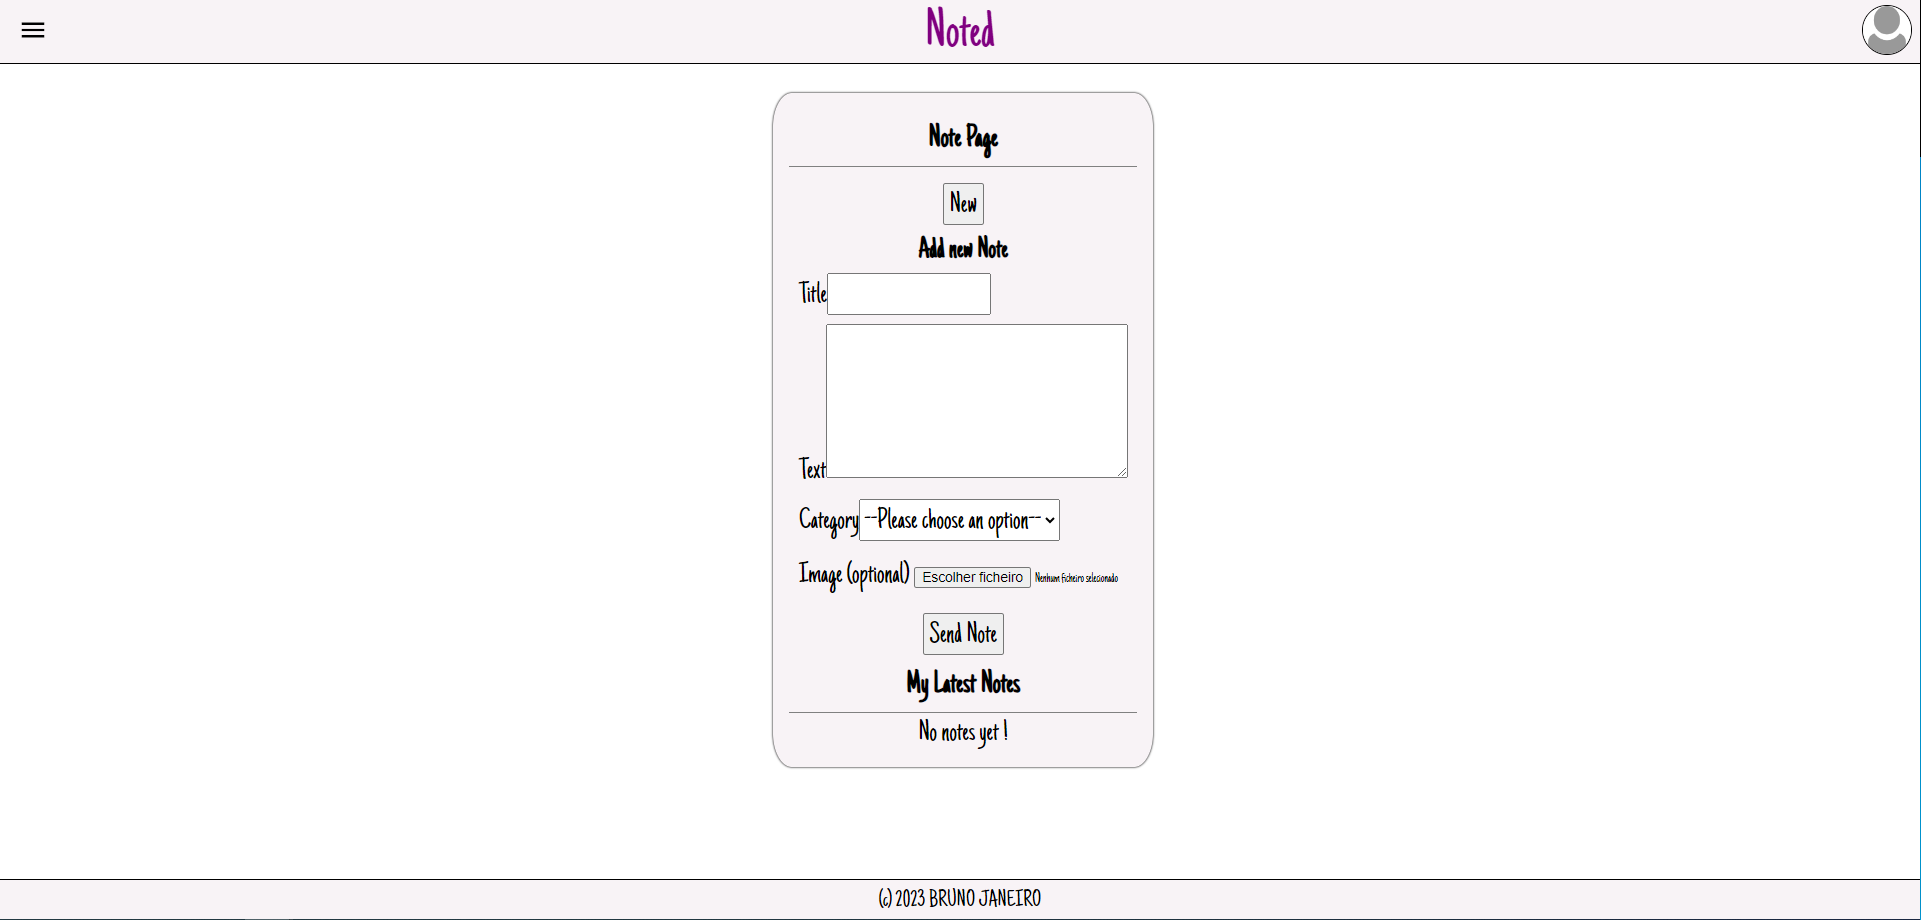 Noted
Note Page
New
Add new Note
Title
Text
Category --Please choose an option--
Image (optional) Escolher ficheiro Nenhum ficheiro selecionado
Send Note
My Latest Notes
No notes yet !
(c) 2023 BRUNO JANEIRO